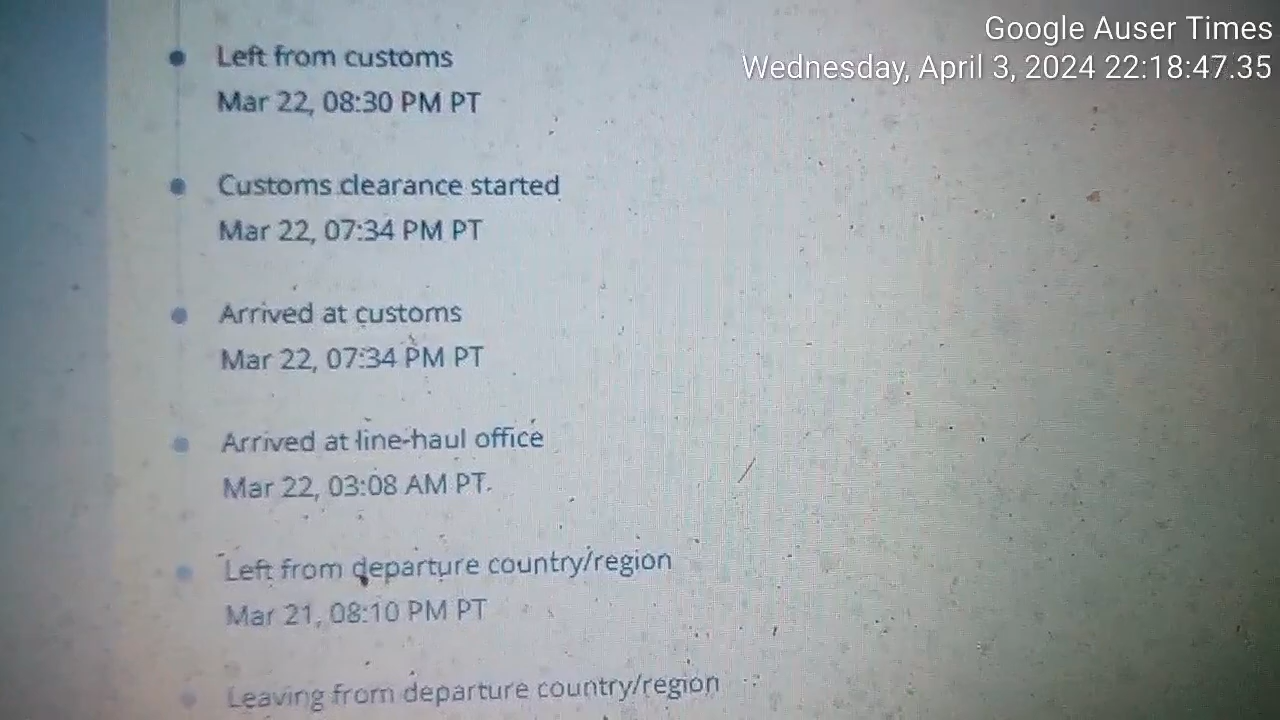 Google Auser Times
Wednesday, April 3, 2024 22:18:47.35
Left from customs
Mar 22, 08:30 PM PT
Customs clearance started
Mar 22, 07:34 PM PT
Arrived at customs
Mar 22, 07:34 PM PT
Arrived at line-haul office
Mar 22, 03:08 AM PT
Left from departure country/region
Mar 21, 08:10 PM PT
Leaving from departure country/region